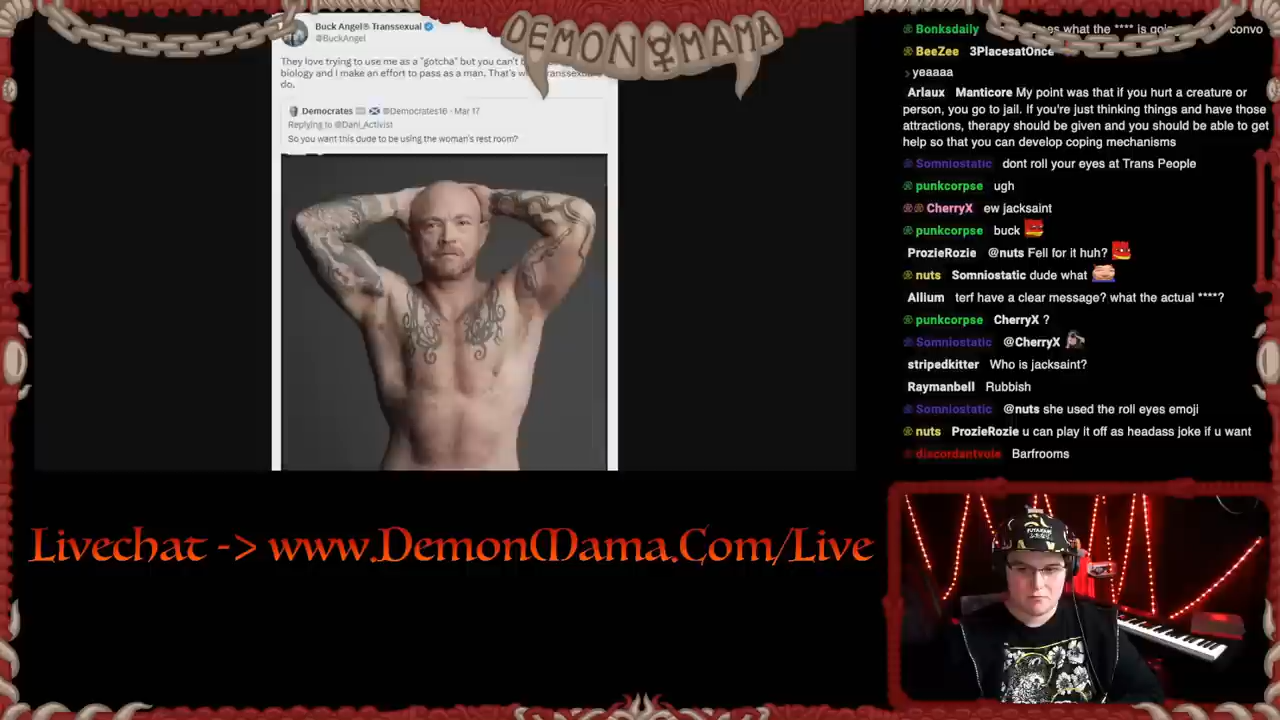 Buck Angel® Transsexual
@BuckAngel
They love trying to use me as a "gotcha" but you can't
biology and I make an effort to pass as a man. That's
do.
Democrates @Democrates16 · Mar 17
Replying to @Dani_Activist
So you want this dude to be using the woman's rest room?
DEMON MAMA
Livechat -> www.DemonMama.Com/Live
Bonksdaily what the **** is convo
BeeZee 3PlacesatOnce
yeaaaa
Arlaux Manticore My point was that if you hurt a creature or
person, you go to jail. If you're just thinking things and have those
attractions, therapy should be given and you should be able to get
help so that you can develop coping mechanisms
Somniostatic dont roll your eyes at Trans People
punkcorpse ugh
CherryX ew jacksaint
punkcorpse buck
ProzieRozie @nuts Fell for it huh?
nuts Somniostatic dude what
Allium terf have a clear message? what the actual ****?
punkcorpse CherryX ?
Somniostatic @CherryX
stripedkitter Who is jacksaint?
Raymanbell Rubbish
Somniostatic @nuts she used the roll eyes emoji
nuts ProzieRozie u can play it off as headass joke if u want
discordantvole Barfrooms